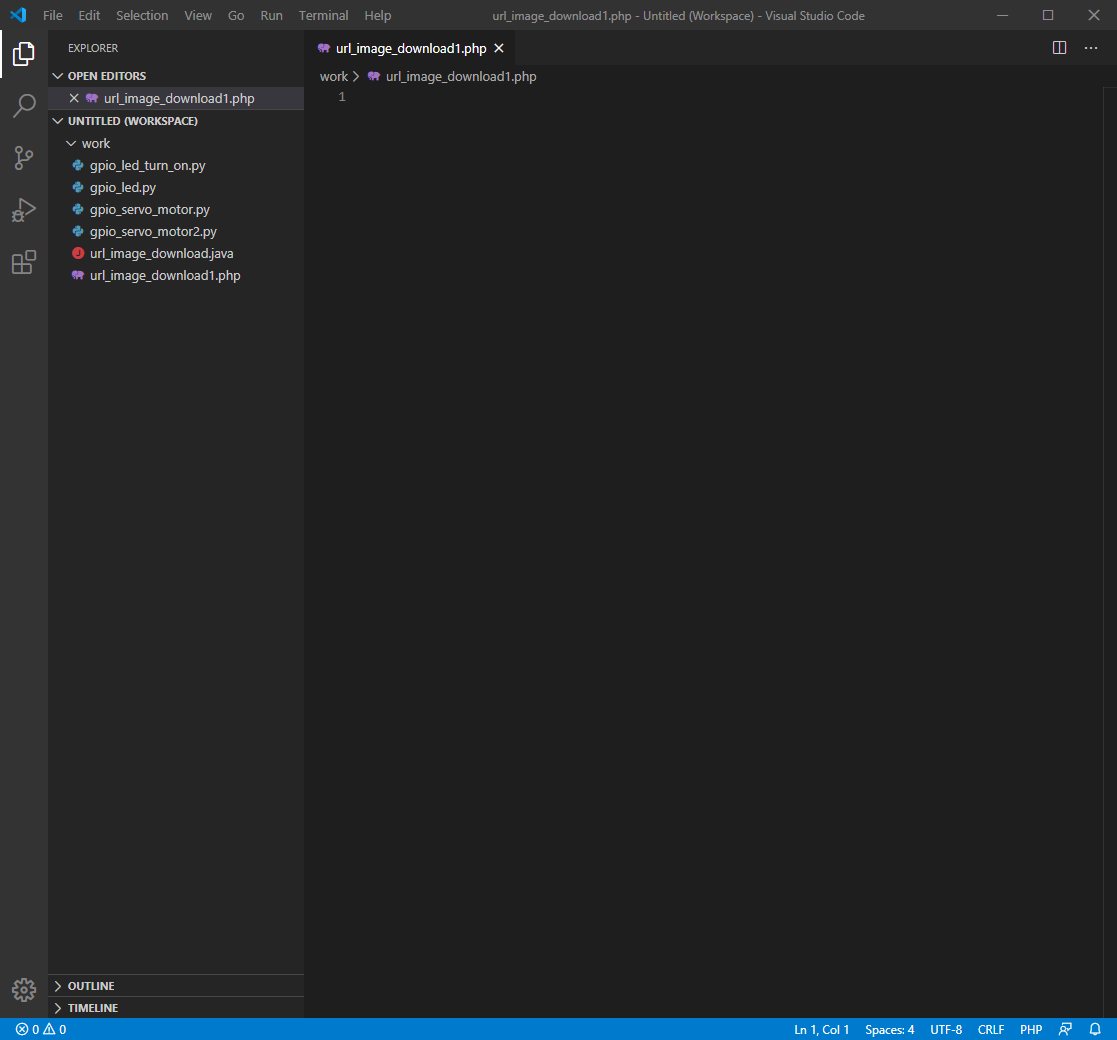 File Edit Selection View Go Run Terminal Help url_image_download1.php - Untitled (Workspace) - Visual Studio Code
EXPLORER
OPEN EDITORS
url_image_download1.php
UNTITLED (WORKSPACE)
work
gpio_led_turn_on.py
gpio_led.py
gpio_servo_motor.py
gpio_servo_motor2.py
url_image_download.java
url_image_download1.php
OUTLINE
TIMELINE
url_image_download1.php
work > url_image_download1.php
1
0 0 Ln 1, Col 1 Spaces: 4 UTF-8 CRLF PHP